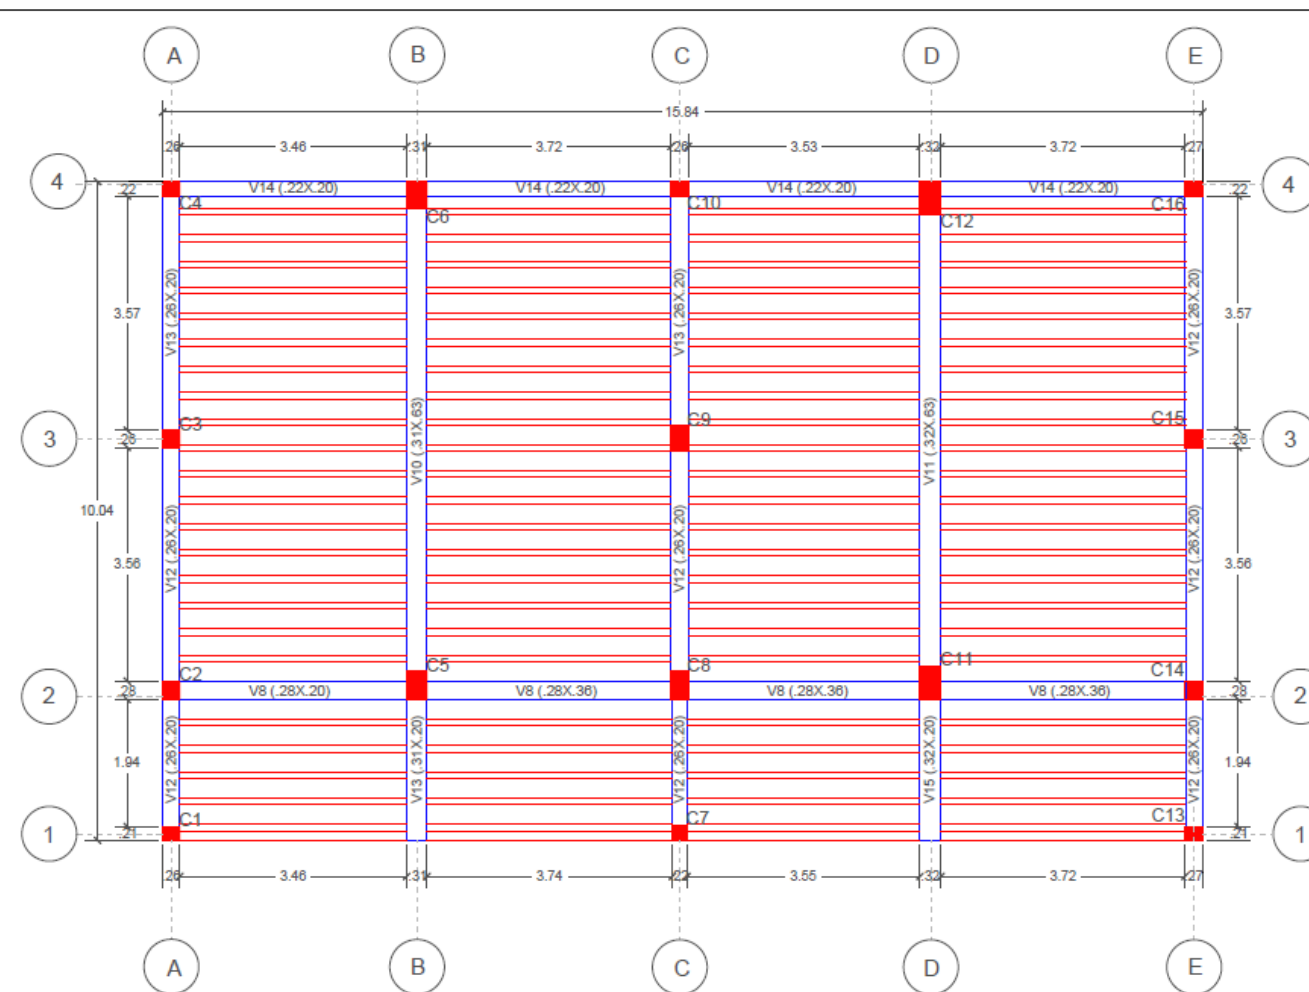 A B C D E
15.84
.26 3.46 .31 3.72 .26 3.53 .32 3.72 .27
4 .22 V14 (.22X.20) V14 (.22X.20) V14 (.22X.20) V14 (.22X.20) .22 4
C4 C10 C16
C6 C12
3.57 V13 (.26X.20) V13 (.26X.20) V12 (.26X.20) 3.57
C3 C9 C15
3 .26 V10 (.31X.63) V11 (.32X.63) .26 3
10.04
3.56 V12 (.26X.20) V12 (.26X.20) V12 (.26X.20) 3.56
C5 C8 C11
C2 C14
2 .28 V8 (.28X.20) V8 (.28X.36) V8 (.28X.36) V8 (.28X.36) .28 2
1.94 V12 (.26X.20) V13 (.31X.20) V12 (.26X.20) V15 (.32X.20) V12 (.26X.20) 1.94
C1 C7 C13
1 .21 .21 1
.26 3.46 .31 3.74 .22 3.55 .32 3.72 .27
A B C D E